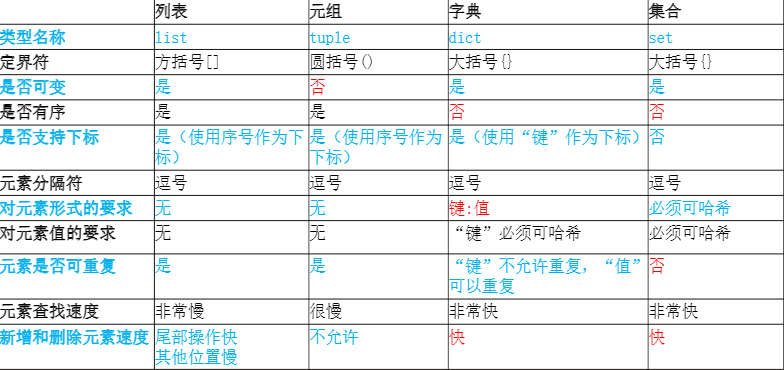 列表 元组 字典 集合
类型名称 list tuple dict set
定界符 方括号[] 圆括号() 大括号{} 大括号{}
是否可变 是 否 是 是
是否有序 是 是 否 否
是否支持下标 是（使用序号作为下 是（使用序号作为 是（使用“键”作为下标） 否
标） 下标）
元素分隔符 逗号 逗号 逗号 逗号
对元素形式的要求 无 无 键:值 必须可哈希
对元素值的要求 无 无 “键”必须可哈希 必须可哈希
元素是否可重复 是 是 “键”不允许重复，“值” 否
可以重复
元素查找速度 非常慢 很慢 非常快 非常快
新增和删除元素速度 尾部操作快 不允许 快 快
其他位置慢